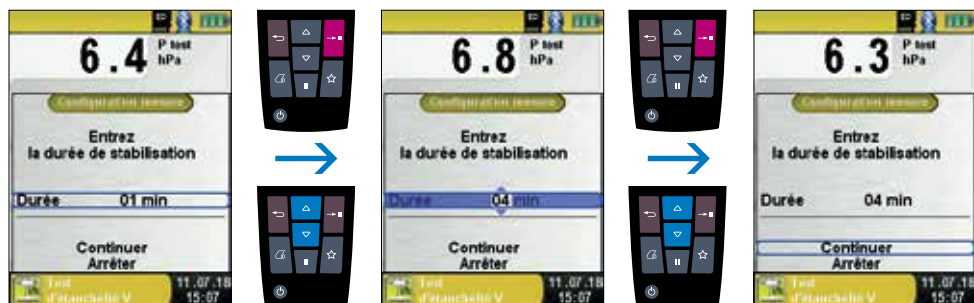 6.4 P test
hPa
Configuration mesure
Entrez
la durée de stabilisation
Durée 01 min
Continuer
Arrêter
Test 11.07.18
d'étanchéité V 15:07
6.8 P test
hPa
Configuration mesure
Entrez
la durée de stabilisation
Durée 04 min
Continuer
Arrêter
Test 11.07.18
d'étanchéité V 15:07
6.3 P test
hPa
Configuration mesure
Entrez
la durée de stabilisation
Durée 04 min
Continuer
Arrêter
Test 11.07.18
d'étanchéité V 15:07